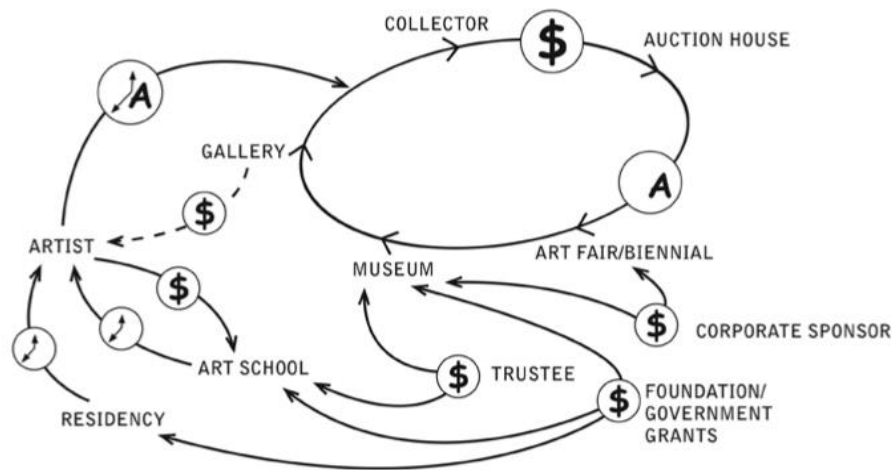 COLLECTOR
$
AUCTION HOUSE
A
GALLERY
$
A
ARTIST
ART FAIR/BIENNIAL
MUSEUM
$
$
CORPORATE SPONSOR
ART SCHOOL
$
TRUSTEE
$
FOUNDATION/
GOVERNMENT
GRANTS
RESIDENCY